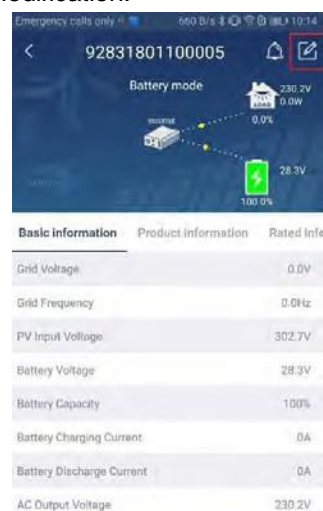 modification.
Emergency calls only
660 B/s
10:14
92831801100005
Battery mode
230.2V
0.0W
LOAD
0.0%
INVERTER
28.3V
100.0%
Basic information Product information Rated Info
Grid Voltage 0.0V
Grid Frequency 0.0Hz
PV Input Voltage 302.7V
Battery Voltage 28.3V
Battery Capacity 100%
Battery Charging Current 0A
Battery Discharge Current 0A
AC Output Voltage 230.2V